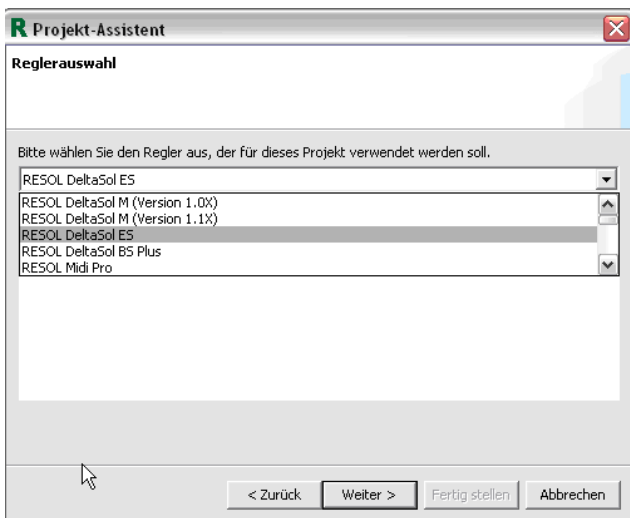 R Projekt-Assistent
Reglerauswahl
Bitte wählen Sie den Regler aus, der für dieses Projekt verwendet werden soll.
RESOL DeltaSol ES
RESOL DeltaSol M (Version 1.0X)
RESOL DeltaSol M (Version 1.1X)
RESOL DeltaSol ES
RESOL DeltaSol BS Plus
RESOL Midi Pro
< Zurück Weiter > Fertig stellen Abbrechen